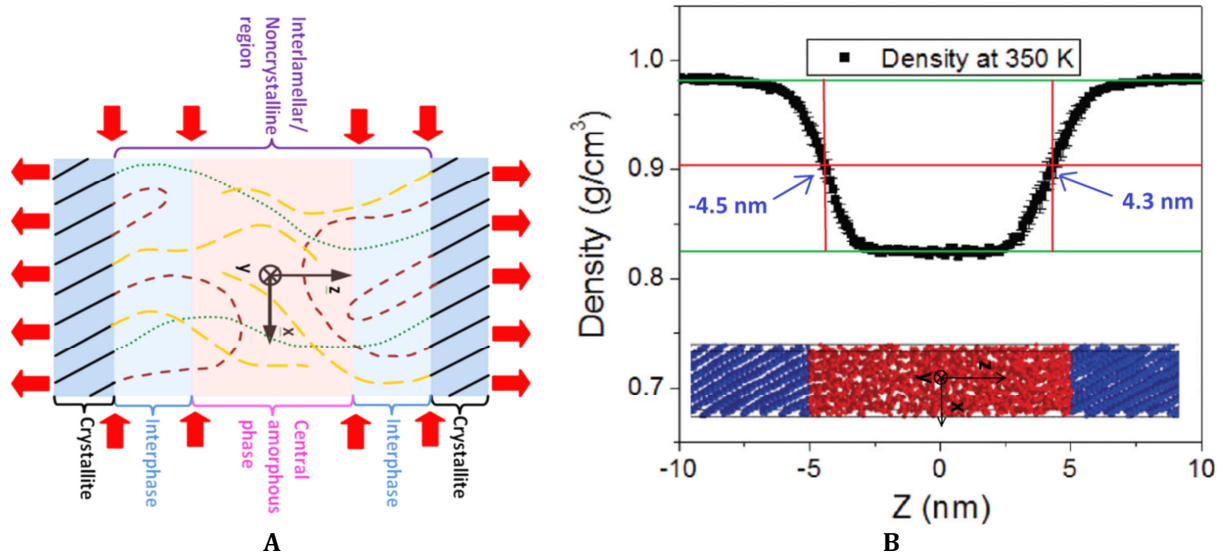 Interlamellar/
Noncrystalline
region
y
z
x
Crystallite
Interphase
Central
amorphous
phase
Interphase
Crystallite
A
Density at 350 K
Density (g/cm³)
1.0
0.9
0.8
0.7
-4.5 nm
4.3 nm
y
z
x
-10
-5
0
5
10
Z (nm)
B